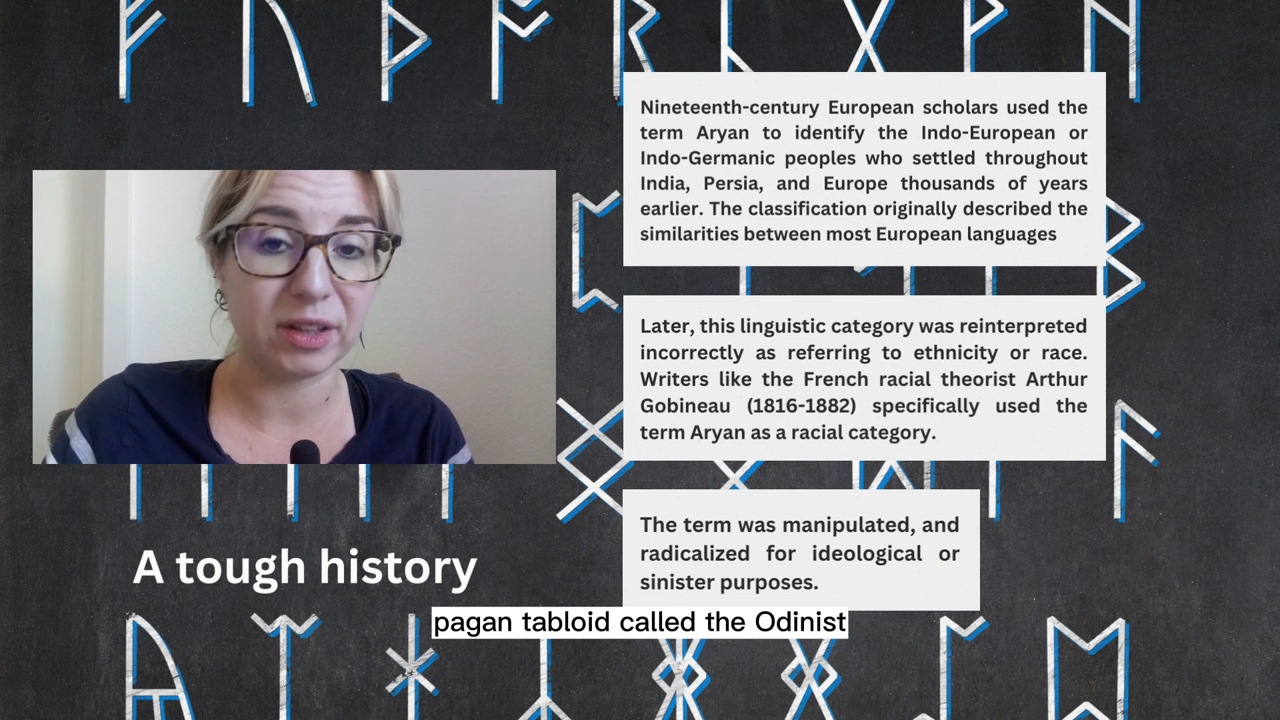 Nineteenth-century European scholars used the
term Aryan to identify the Indo-European or
Indo-Germanic peoples who settled throughout
India, Persia, and Europe thousands of years
earlier. The classification originally described the
similarities between most European languages
Later, this linguistic category was reinterpreted
incorrectly as referring to ethnicity or race.
Writers like the French racial theorist Arthur
Gobineau (1816-1882) specifically used the
term Aryan as a racial category.
The term was manipulated, and
radicalized for ideological or
sinister purposes.
A tough history
pagan tabloid called the Odinist